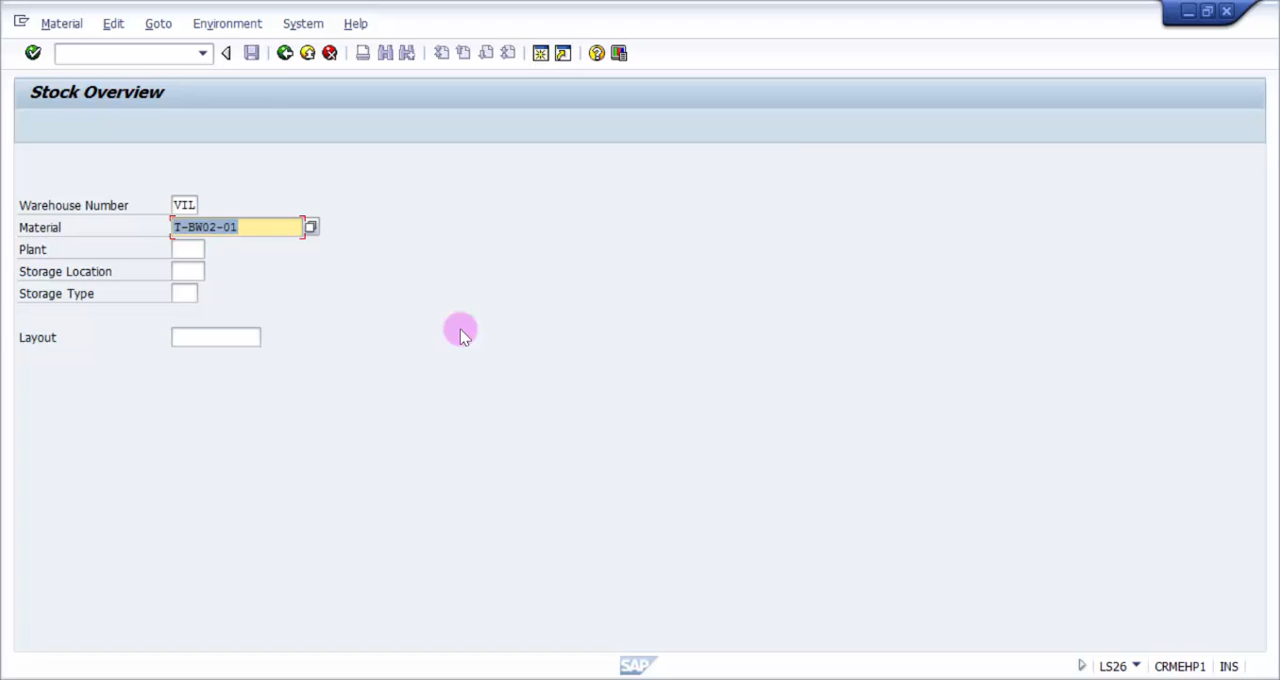 Material Edit Goto Environment System Help
Stock Overview
Warehouse Number VIL
Material T-BW02-01
Plant
Storage Location
Storage Type
Layout
SAP LS26 CRMEHP1 INS